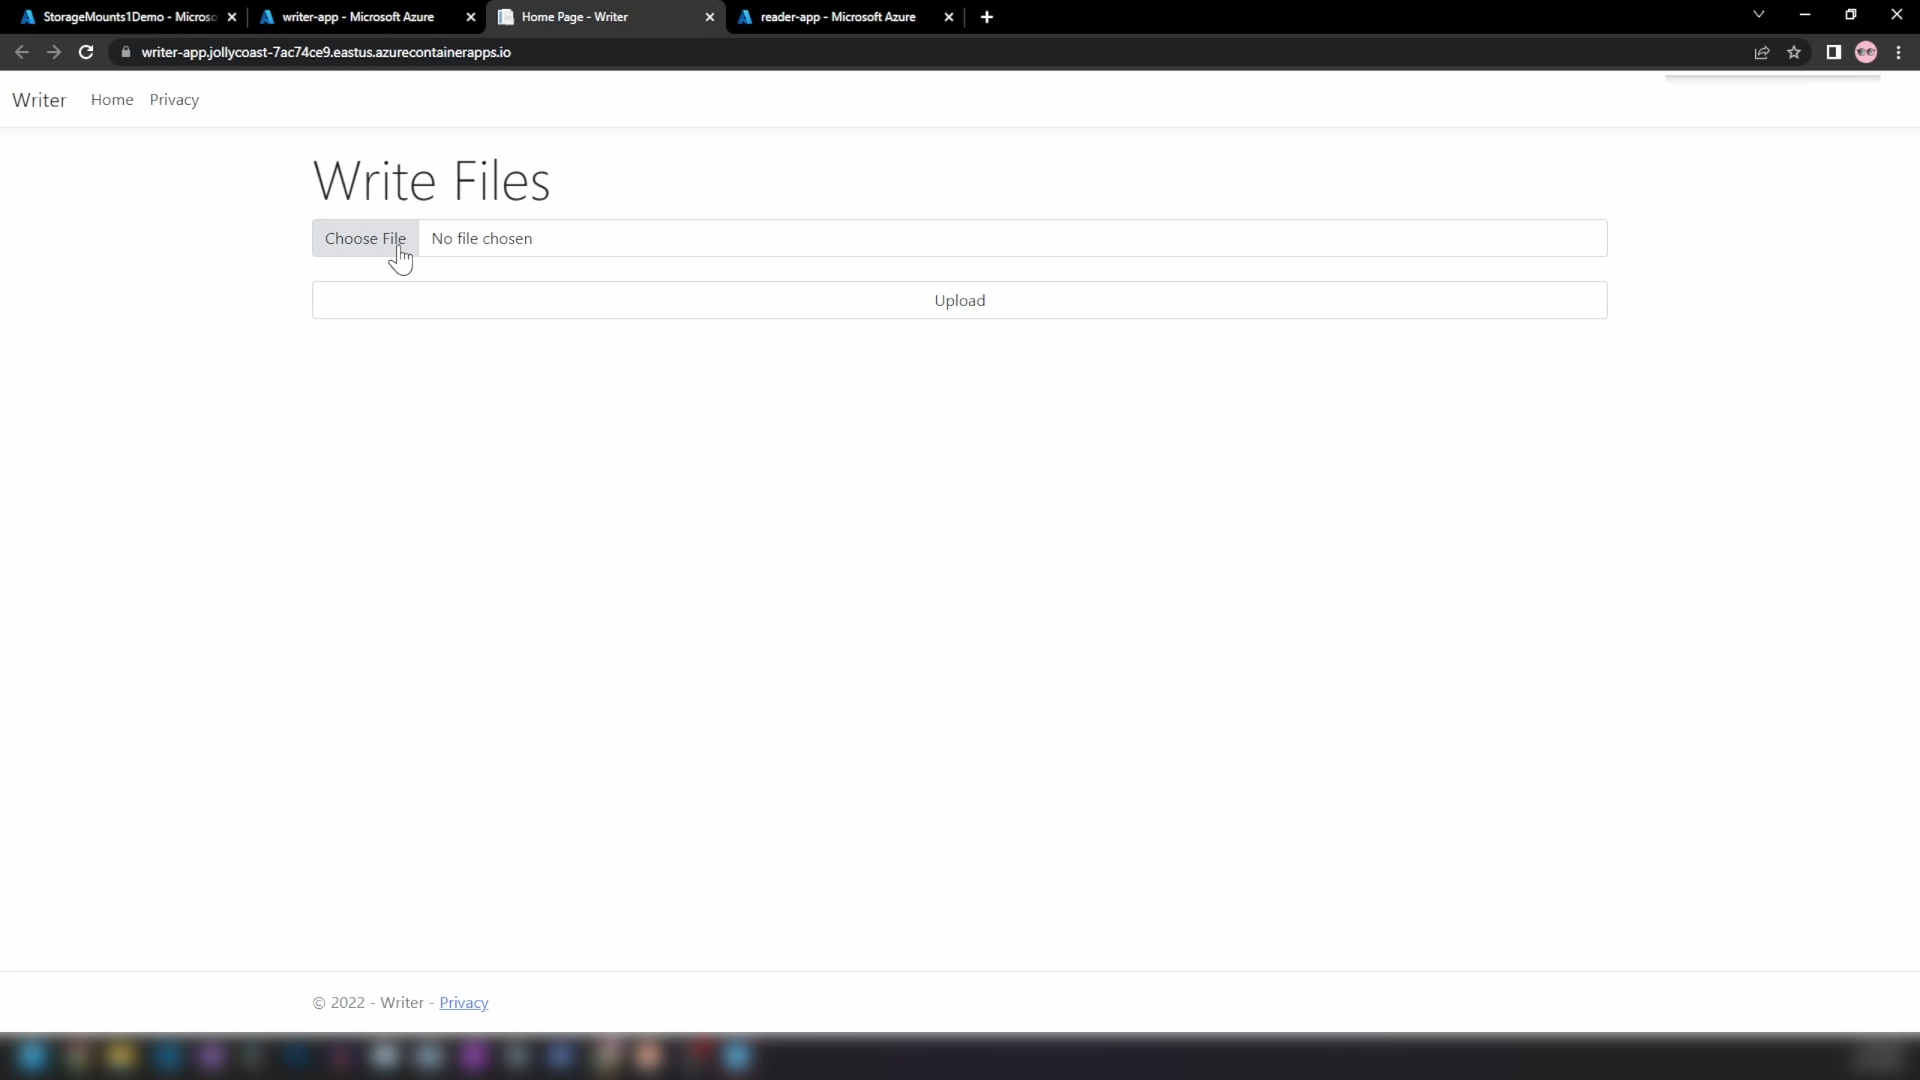 StorageMounts1Demo - Microso
writer-app - Microsoft Azure
Home Page - Writer
reader-app - Microsoft Azure
writer-app.jollycoast-7ac74ce9.eastus.azurecontainerapps.io
Writer Home Privacy
Write Files
Choose File No file chosen
Upload
© 2022 - Writer - Privacy